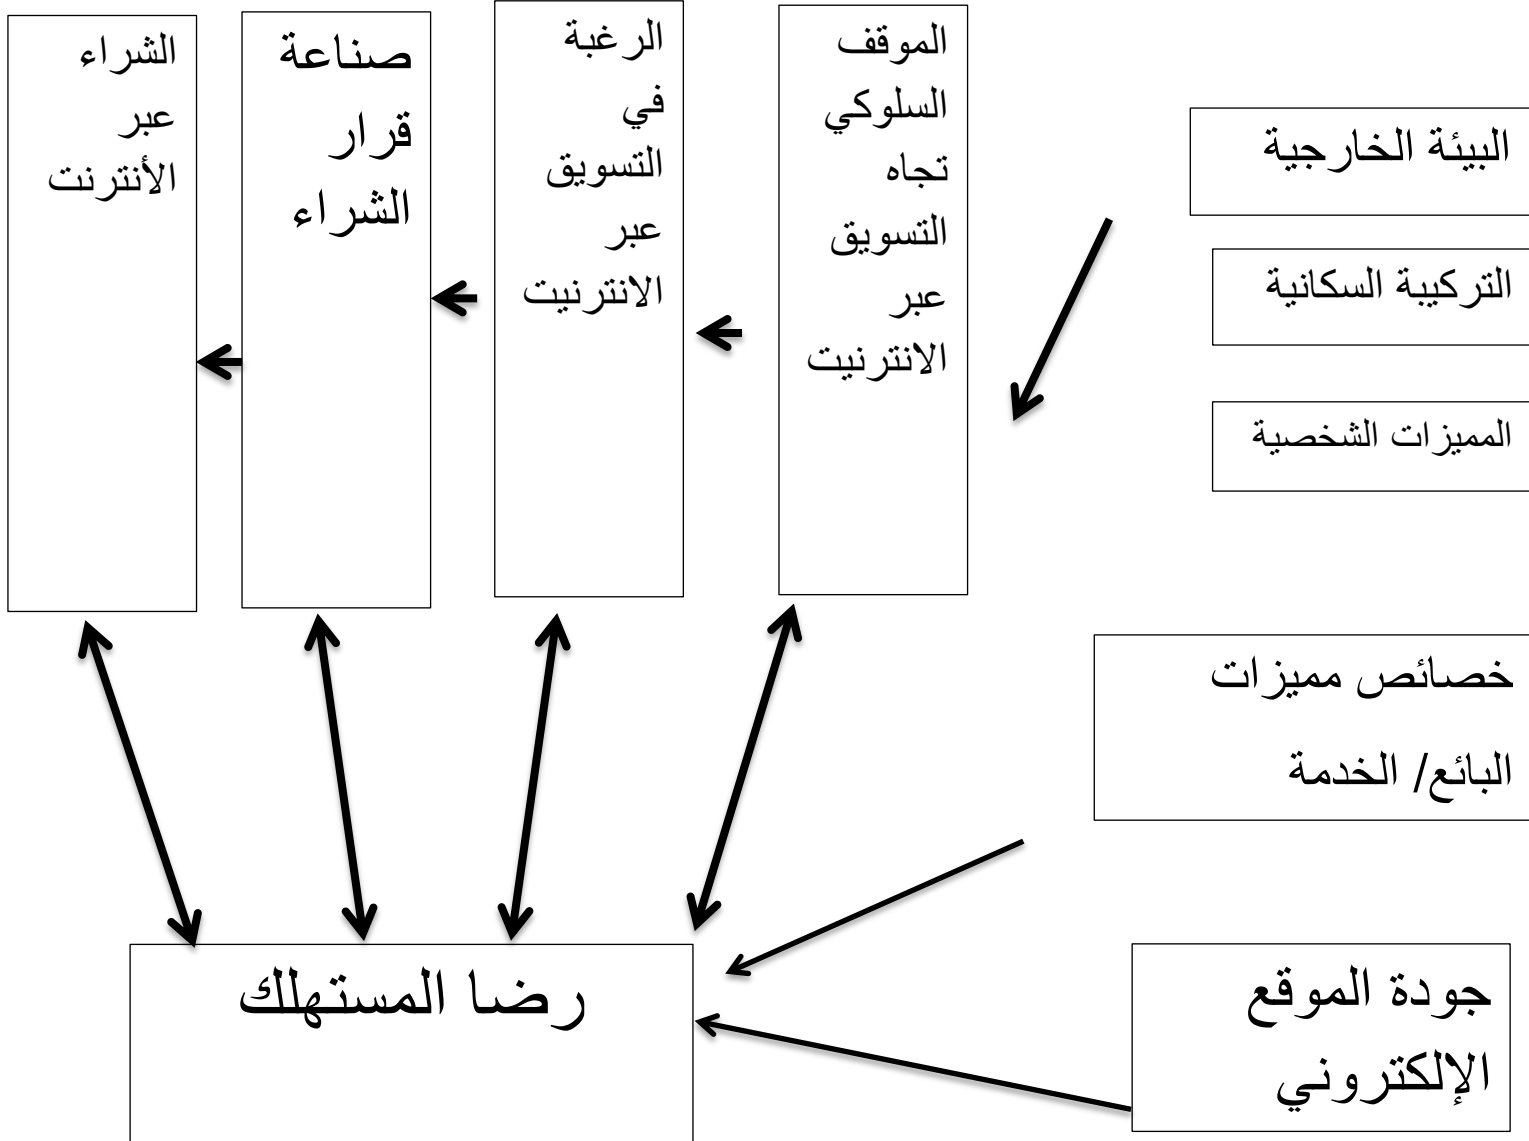 البيئة الخارجية
التركيبة السكانية
المميزات الشخصية
الموقف
السلوكي
تجاه
التسويق
عبر
الانترنيت
الرغبة
في
التسويق
عبر
الانترنيت
صناعة
قرار
الشراء
الشراء
عبر
الأنترنت
خصائص مميزات
البائع/ الخدمة
جودة الموقع
الإلكتروني
رضا المستهلك